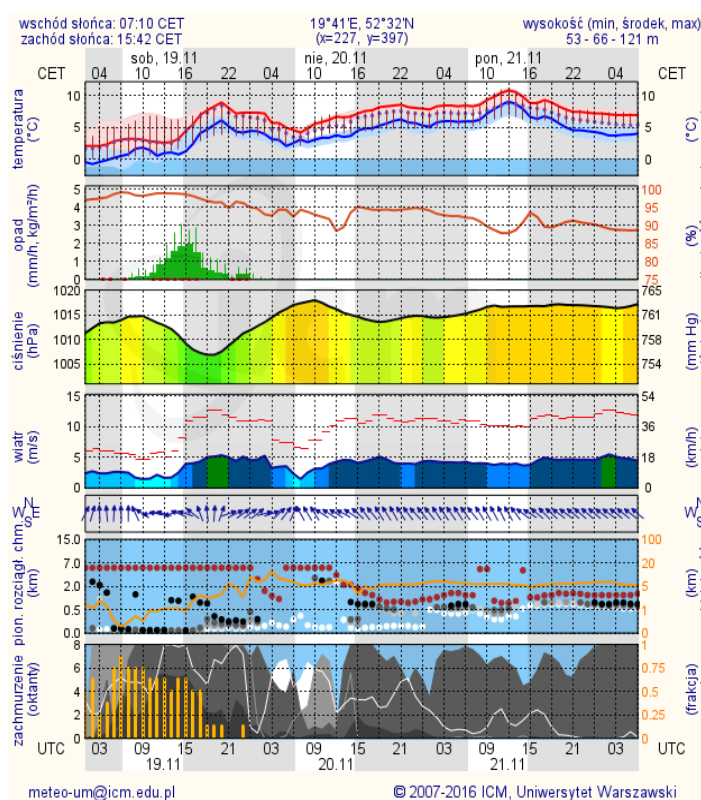 wschód słońca: 07:10 CET 19°41'E, 52°32'N wysokość (min, środek, max)
zachód słońca: 15:42 CET (x=227, y=397) 53 - 66 - 121 m
sob, 19.11 nie, 20.11 pon, 21.11
CET 04 10 16 22 04 10 16 22 04 10 16 22 04 CET
temperatura
(°C)
10
5
0
10
5
0
(°C)
opad
(mm/h, kg/m²/h)
5
4
3
2
1
0
100
95
90
85
80
75
(%)
ciśnienie
(hPa)
1020
1015
1010
1005
765
761
758
754
(mm Hg)
wiatr
(m/s)
15
10
5
0
54
36
18
0
(km/h)
N
W E
S
N
W
S
pion. rozciągł. chm.
(km)
15.0
7.0
2.0
0.5
0.0
100
20
5
1
0
(km)
zachmurzenie
(oktanty)
8
6
4
2
0
1
0.75
0.5
0.25
0
(frakcja)
UTC 03 09 15 21 03 09 15 21 03 09 15 21 03 UTC
19.11 20.11 21.11
meteo-um@icm.edu.pl © 2007-2016 ICM, Uniwersytet Warszawski